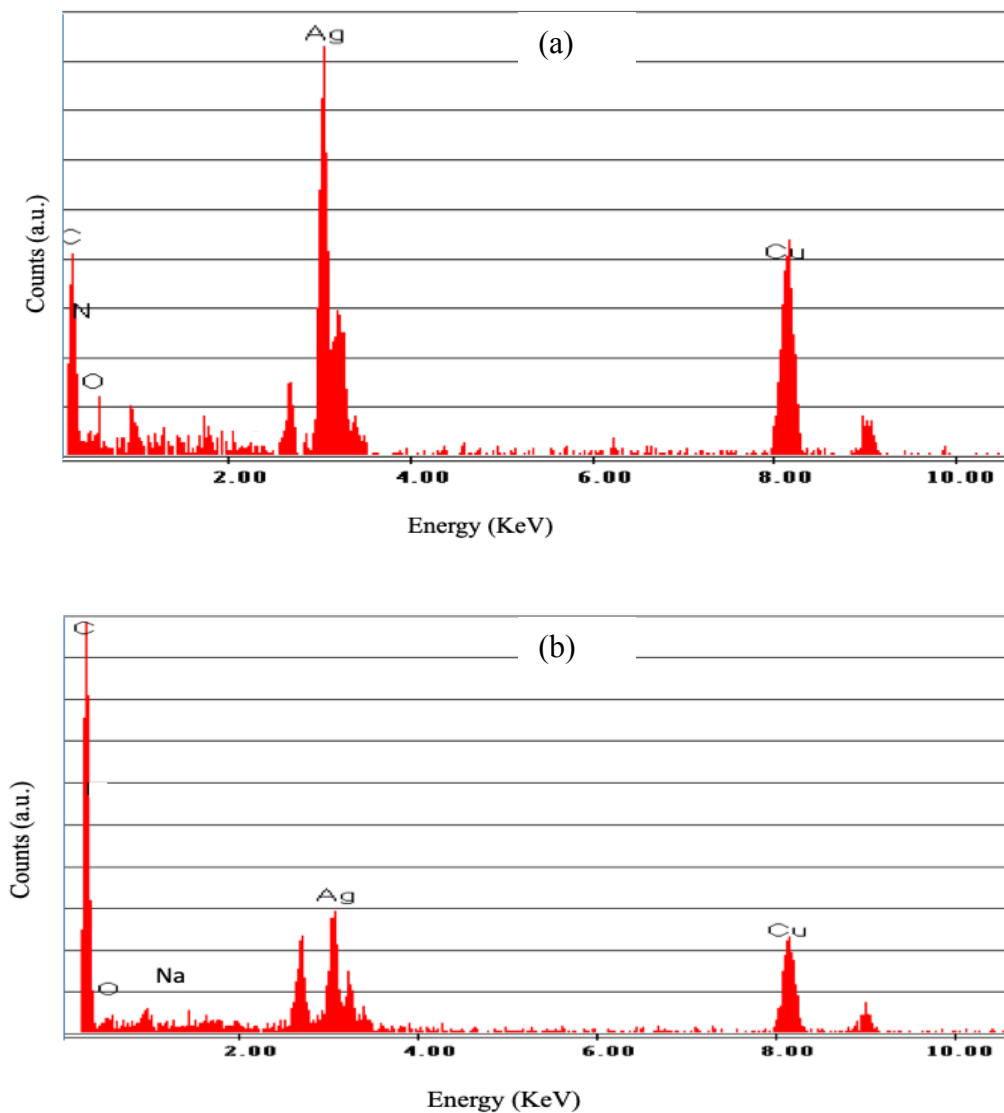 Ag
(a)
C
Cu
N
O
Counts (a.u.)
2.00 4.00 6.00 8.00 10.00
Energy (KeV)
C
(b)
Ag
Cu
O
Na
Counts (a.u.)
2.00 4.00 6.00 8.00 10.00
Energy (KeV)